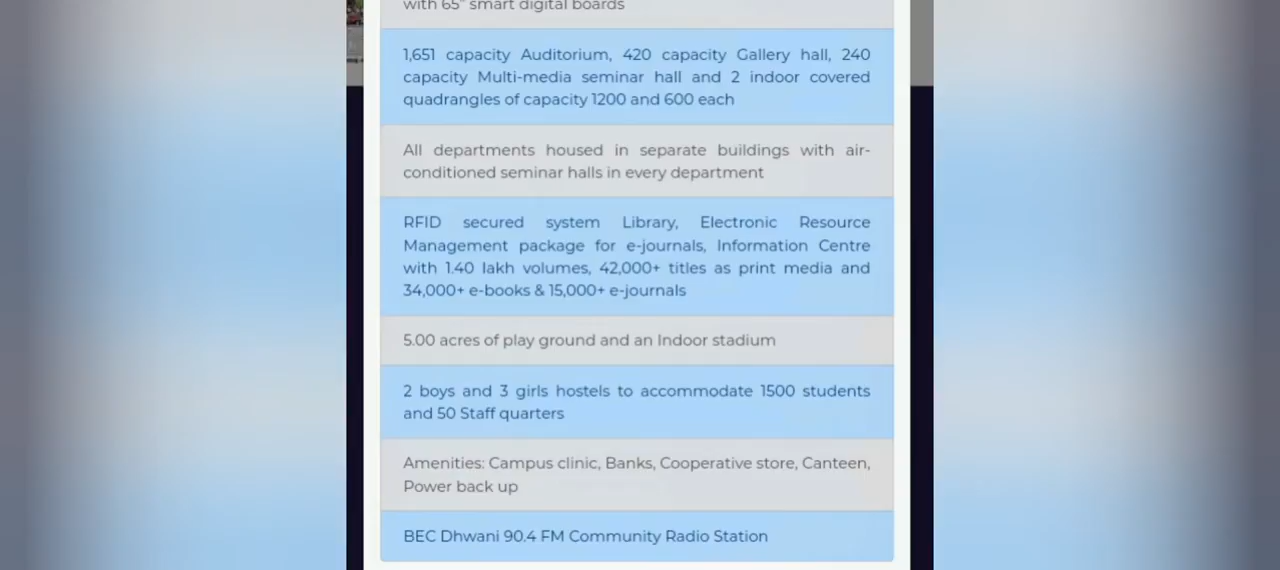 with 65" smart digital boards
1,651 capacity Auditorium, 420 capacity Gallery hall, 240
capacity Multi-media seminar hall and 2 indoor covered
quadrangles of capacity 1200 and 600 each
All departments housed in separate buildings with air-
conditioned seminar halls in every department
RFID secured system Library, Electronic Resource
Management package for e-journals, Information Centre
with 1.40 lakh volumes, 42,000+ titles as print media and
34,000+ e-books & 15,000+ e-journals
5.00 acres of play ground and an Indoor stadium
2 boys and 3 girls hostels to accommodate 1500 students
and 50 Staff quarters
Amenities: Campus clinic, Banks, Cooperative store, Canteen,
Power back up
BEC Dhwani 90.4 FM Community Radio Station